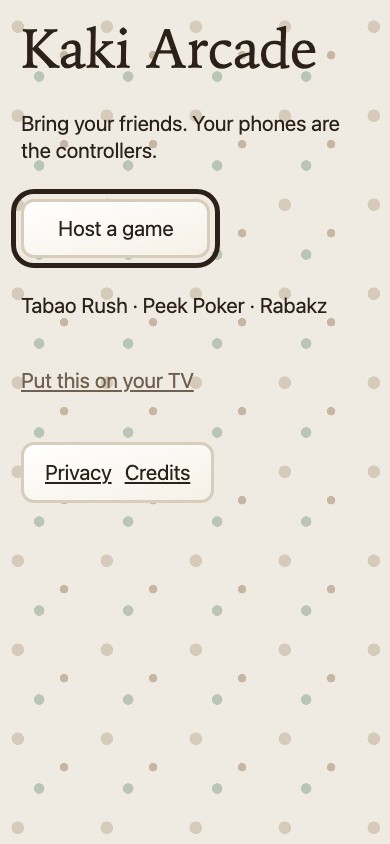 Kaki Arcade
Bring your friends. Your phones are
the controllers.
Host a game
Tabao Rush · Peek Poker · Rabakz
Put this on your TV
Privacy Credits